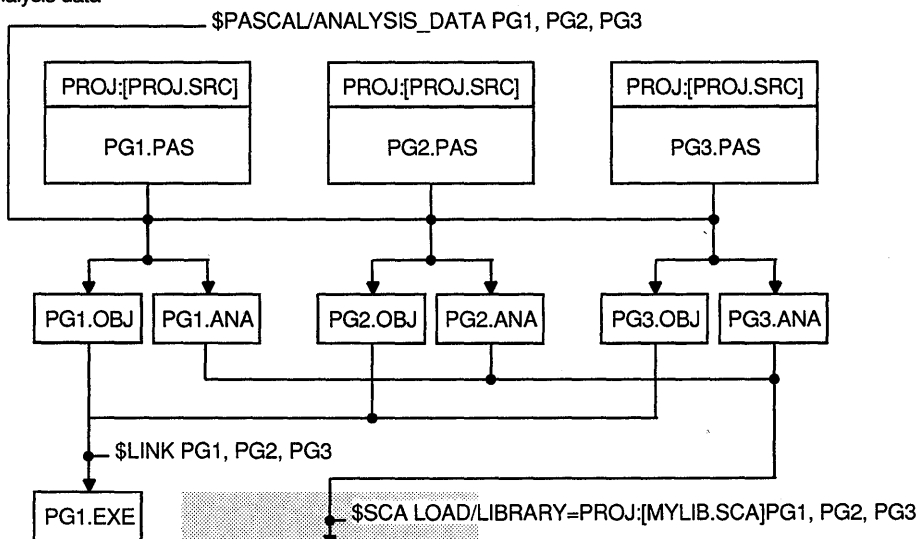 $PASCAL/ANALYSIS_DATA PG1, PG2, PG3
PROJ:[PROJ.SRC]
PROJ:[PROJ.SRC]
PROJ:[PROJ.SRC]
PG1.PAS
PG2.PAS
PG3.PAS
PG1.OBJ
PG1.ANA
PG2.OBJ
PG2.ANA
PG3.OBJ
PG3.ANA
$LINK PG1, PG2, PG3
PG1.EXE
$SCA LOAD/LIBRARY=PROJ:[MYLIB.SCA]PG1, PG2, PG3